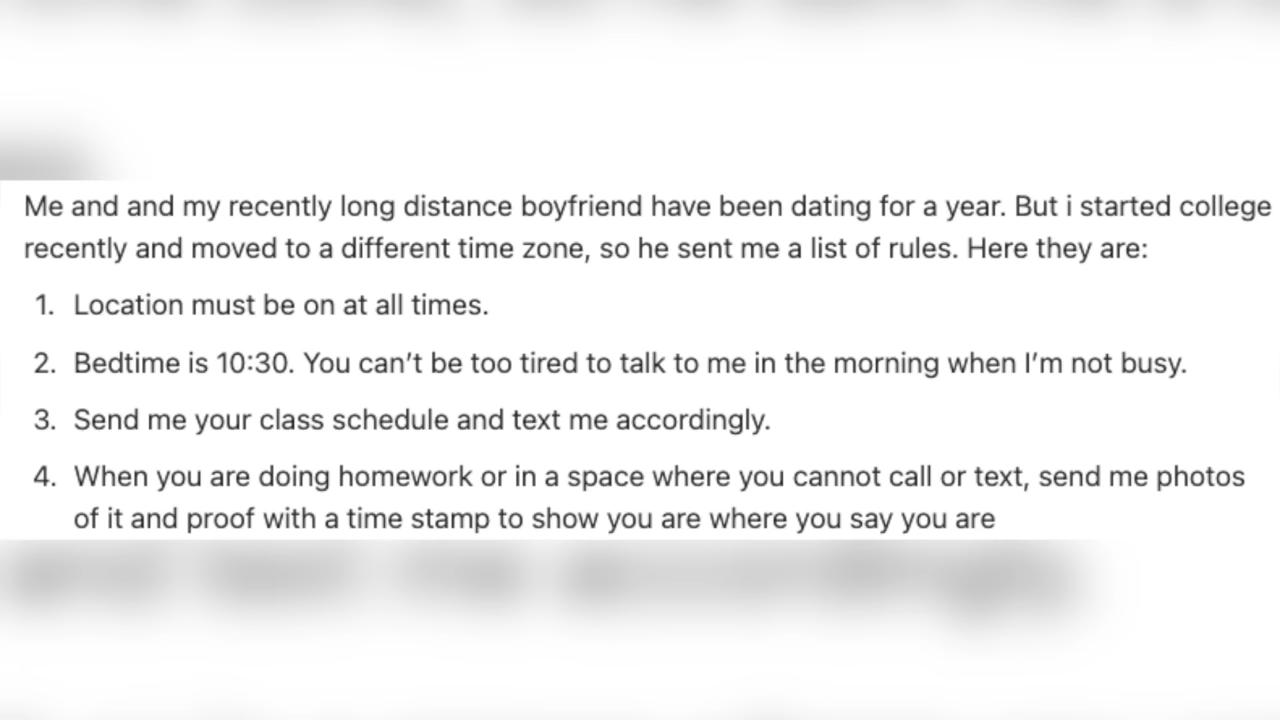 Me and and my recently long distance boyfriend have been dating for a year. But i started college
recently and moved to a different time zone, so he sent me a list of rules. Here they are:
1. Location must be on at all times.
2. Bedtime is 10:30. You can’t be too tired to talk to me in the morning when I’m not busy.
3. Send me your class schedule and text me accordingly.
4. When you are doing homework or in a space where you cannot call or text, send me photos
of it and proof with a time stamp to show you are where you say you are